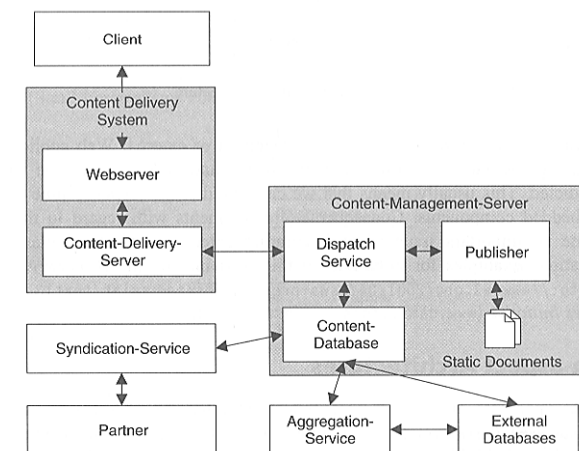 Client
Content Delivery
System
Webserver
Content-Delivery-
Server
Content-Management-Server
Dispatch
Service
Publisher
Content-
Database
Static Documents
Syndication-Service
Partner
Aggregation-
Service
External
Databases